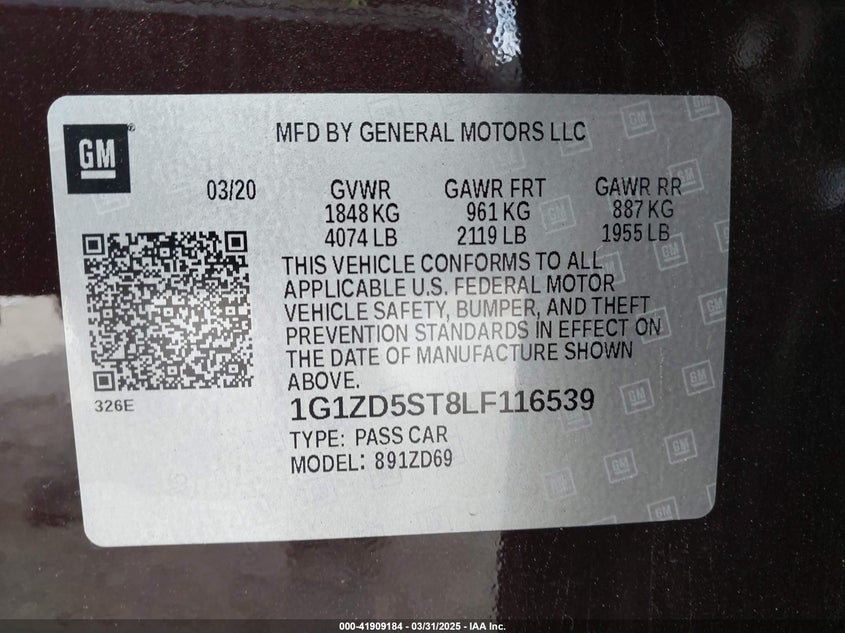 GM
MFD BY GENERAL MOTORS LLC
03/20 GVWR GAWR FRT GAWR RR
1848 KG 961 KG 887 KG
4074 LB 2119 LB 1955 LB
THIS VEHICLE CONFORMS TO ALL
APPLICABLE U.S. FEDERAL MOTOR
VEHICLE SAFETY, BUMPER, AND THEFT
PREVENTION STANDARDS IN EFFECT ON
THE DATE OF MANUFACTURE SHOWN
ABOVE.
326E
1G1ZD5ST8LF116539
TYPE: PASS CAR
MODEL: 891ZD69
000-41909184 - 03/31/2025 - IAA Inc.